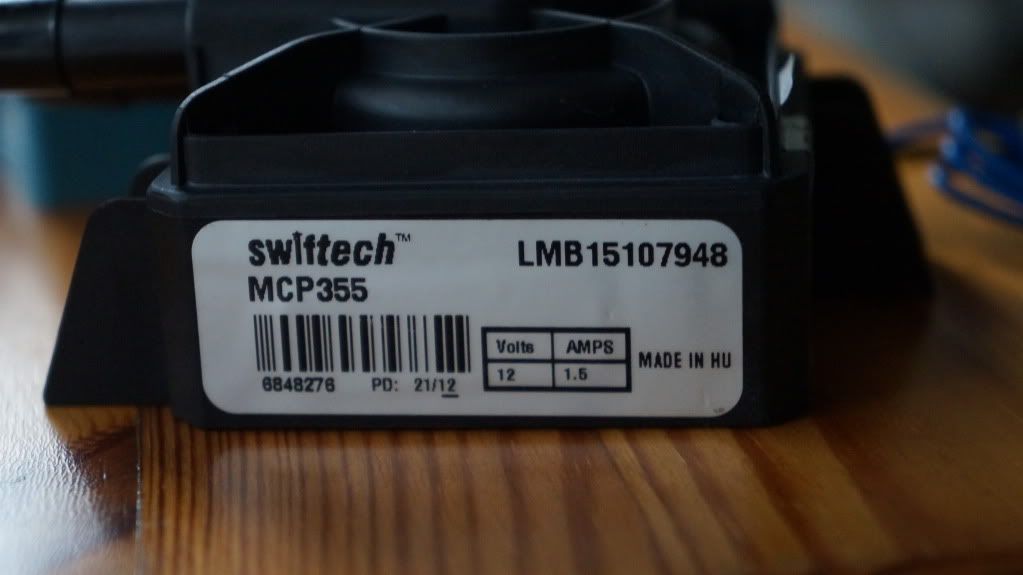 swiftech™ LMB15107948
MCP355
6848276 PD: 21/12
Volts AMPS
12 1.5
MADE IN HU